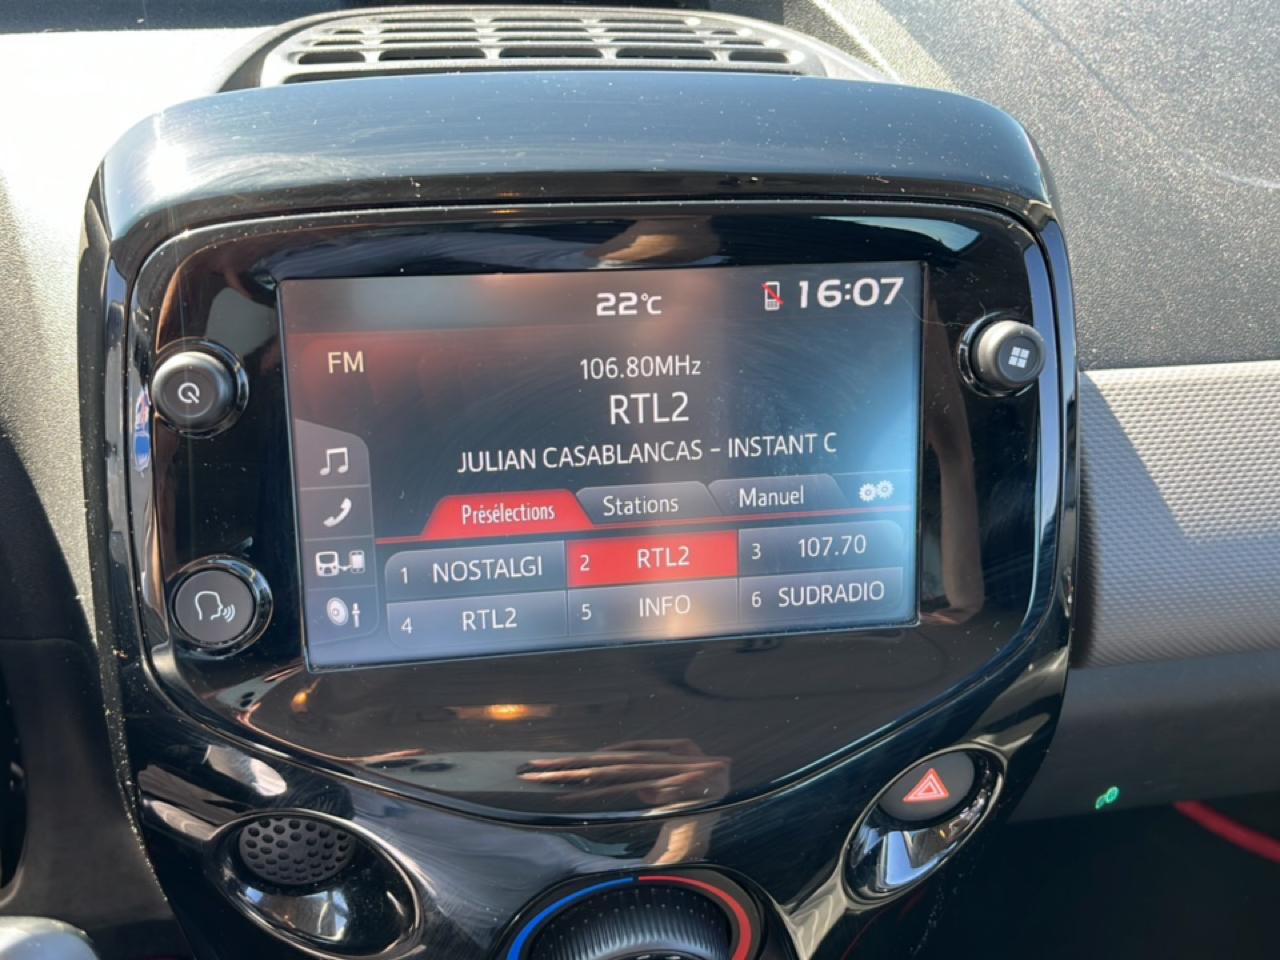 22°C
16:07
FM
106.80MHz
RTL2
JULIAN CASABLANCAS - INSTANT C
Présélections
Stations
Manuel
1 NOSTALGI
2 RTL2
3 107.70
4 RTL2
5 INFO
6 SUDRADIO